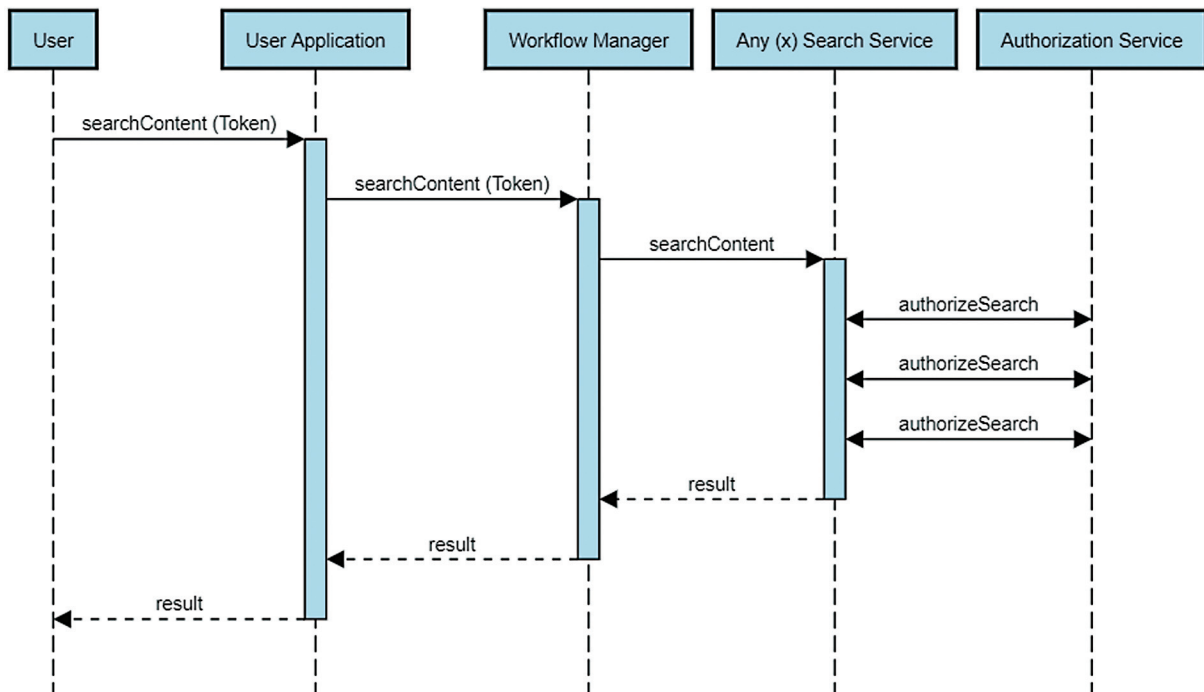 User
User Application
Workflow Manager
Any (x) Search Service
Authorization Service
searchContent (Token)
searchContent (Token)
searchContent
authorizeSearch
authorizeSearch
authorizeSearch
result
result
result